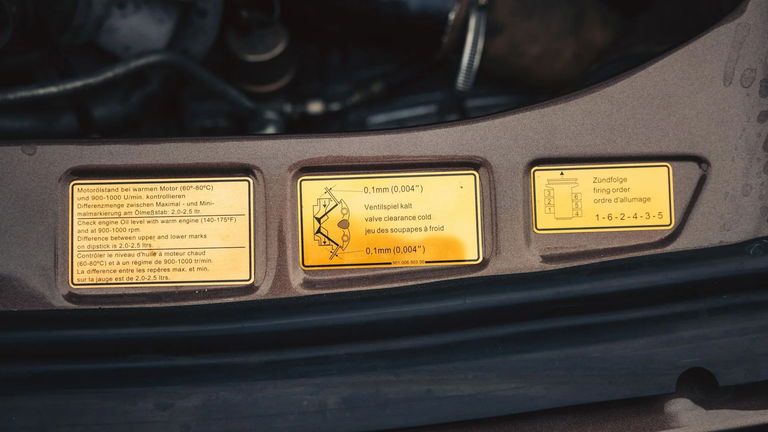 Motorölstand bei warmen Motor (60º-80ºC)
und 900-1000 U/min. kontrollieren
Differenzmenge zwischen Maximal - und Mini-
malmarkierung am Ölmeßstab: 2,0-2.5 ltr.
Check engine Oil level with warm engine (140-175ºF)
and at 900-1000 rpm.
Difference between upper and lower marks
on dipstick is 2.0-2.5 ltrs.
Contrôler le niveau d'huile à moteur chaud
(60-80ºC) et à un régime de 900-1000 tr/min.
La différence entre les repères max. et min.
sur la jauge est de 2,0-2,5 ltrs.
0,1mm (0,004")
Ventilspiel kalt
valve clearance cold
jeu des soupapes à froid
0,1mm (0,004")
Zündfolge
firing order
ordre d'allumage
1-6-2-4-3-5
3 6
2 5
1 4